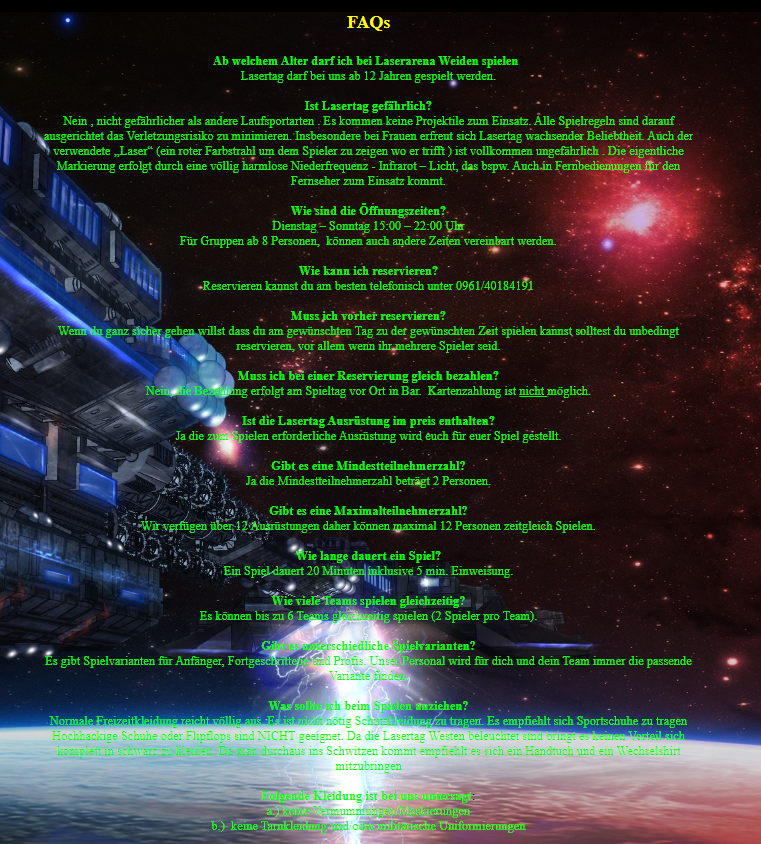 FAQs
Ab welchem Alter darf ich bei Laserarena Weiden spielen
Lasertag darf bei uns ab 12 Jahren gespielt werden.
Ist Lasertag gefährlich?
Nein , nicht gefährlicher als andere Laufsportarten . Es kommen keine Projektile zum Einsatz. Alle Spielregeln sind darauf
ausgerichtet das Verletzungsrisiko zu minimieren. Insbesondere bei Frauen erfreut sich Lasertag wachsender Beliebtheit. Auch der
verwendete „Laser“ (ein roter Farbstrahl um dem Spieler zu zeigen wo er trifft ) ist vollkommen ungefährlich . Die eigentliche
Markierung erfolgt durch eine völlig harmlose Niederfrequenz - Infrarot – Licht, das bspw. Auch in Fernbedienungen für den
Fernseher zum Einsatz kommt.
Wie sind die Öffnungszeiten?
Dienstag – Sonntag 15:00 – 22:00 Uhr
Für Gruppen ab 8 Personen, können auch andere Zeiten vereinbart werden.
Wie kann ich reservieren?
Reservieren kannst du am besten telefonisch unter 0961/40184191
Muss ich vorher reservieren?
Wenn du ganz sicher gehen willst dass du am gewünschten Tag zu der gewünschten Zeit spielen kannst solltest du unbedingt
reservieren, vor allem wenn ihr mehrere Spieler seid.
Muss ich bei einer Reservierung gleich bezahlen?
Nein, die Bezahlung erfolgt am Spieltag vor Ort in Bar. Kartenzahlung ist nicht möglich.
Ist die Lasertag Ausrüstung im preis enthalten?
Ja die zum Spielen erforderliche Ausrüstung wird euch für euer Spiel gestellt.
Gibt es eine Mindestteilnehmerzahl?
Ja die Mindestteilnehmerzahl beträgt 2 Personen.
Gibt es eine Maximalteilnehmerzahl?
Wir verfügen über 12 Ausrüstungen daher können maximal 12 Personen zeitgleich Spielen.
Wie lange dauert ein Spiel?
Ein Spiel dauert 20 Minuten inklusive 5 min. Einweisung.
Wie viele Teams spielen gleichzeitig?
Es können bis zu 6 Teams gleichzeitig spielen (2 Spieler pro Team).
Gibt es unterschiedliche Spielvarianten?
Es gibt Spielvarianten für Anfänger, Fortgeschrittene und Profis. Unser Personal wird für dich und dein Team immer die passende
Variante finden.
Was sollte ich beim Spielen anziehen?
Normale Freizeitkleidung reicht völlig aus. Es ist nicht nötig Schutzkleidung zu tragen. Es empfiehlt sich Sportschuhe zu tragen
Hochhackige Schuhe oder Flipflops sind NICHT geeignet. Da die Lasertag Westen beleuchtet sind bringt es keinen Vorteil sich
komplett in schwarz zu kleiden. Da man durchaus ins Schwitzen kommt empfiehlt es sich ein Handtuch und ein Wechselshirt
mitzubringen
Folgende Kleidung ist bei uns untersagt:
a.) keine Vermummungen/Maskierungen
b.) keine Tarnkleidung und militärische Uniformierungen